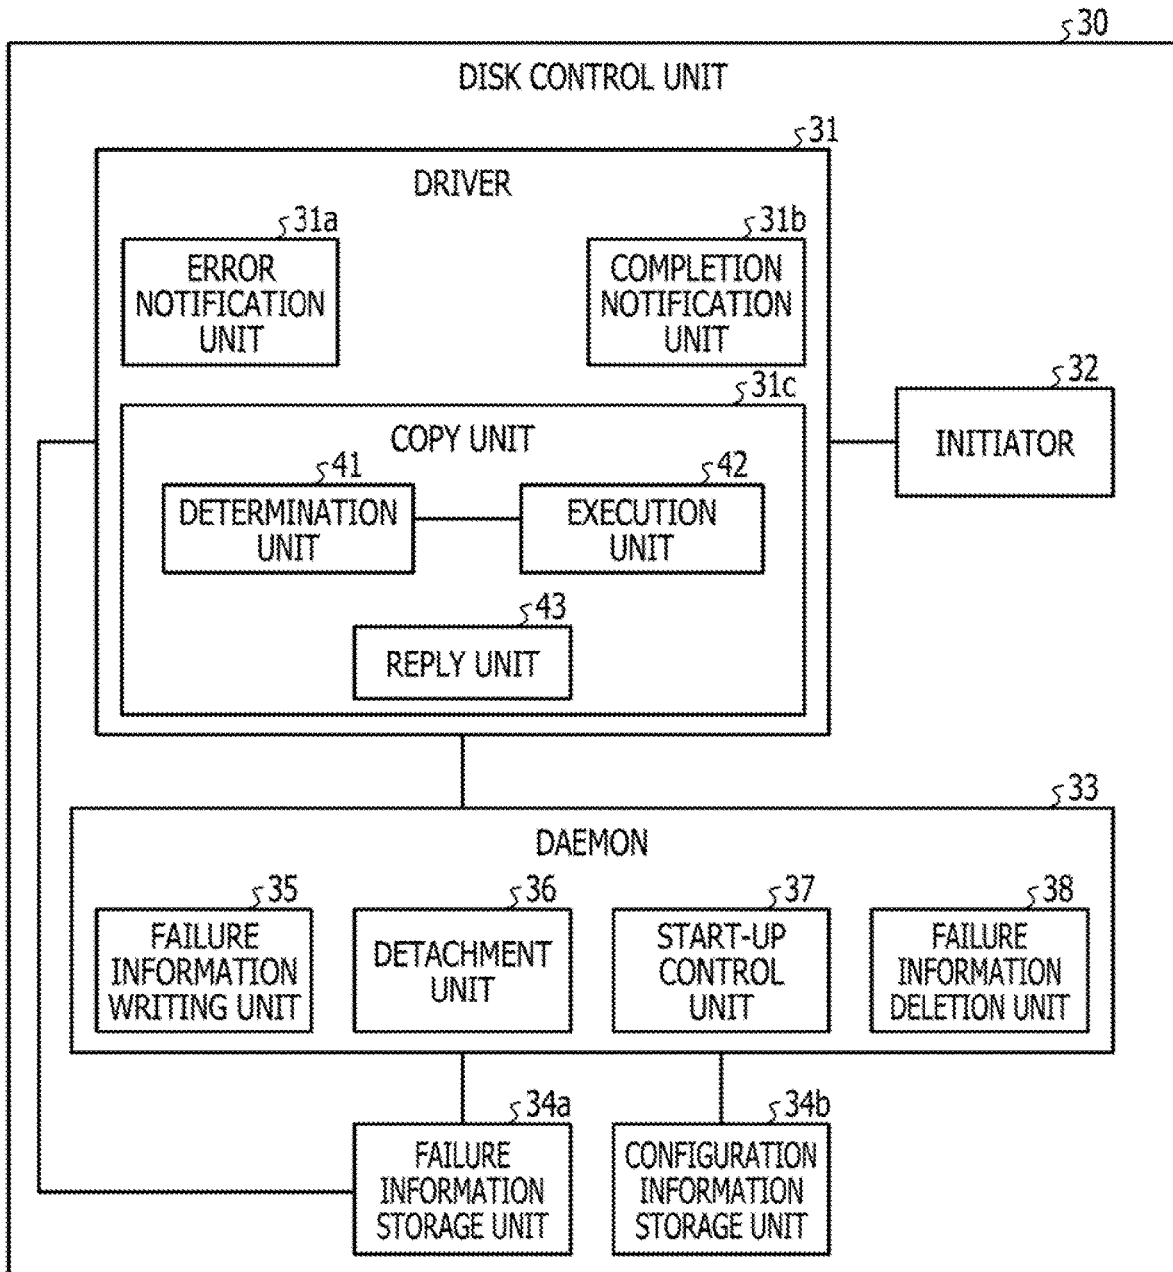 30
DISK CONTROL UNIT
31
DRIVER
31a
ERROR
NOTIFICATION
UNIT
31b
COMPLETION
NOTIFICATION
UNIT
31c
COPY UNIT
41
DETERMINATION
UNIT
42
EXECUTION
UNIT
43
REPLY UNIT
32
INITIATOR
33
DAEMON
35
FAILURE
INFORMATION
WRITING UNIT
36
DETACHMENT
UNIT
37
START-UP
CONTROL
UNIT
38
FAILURE
INFORMATION
DELETION UNIT
34a
FAILURE
INFORMATION
STORAGE UNIT
34b
CONFIGURATION
INFORMATION
STORAGE UNIT